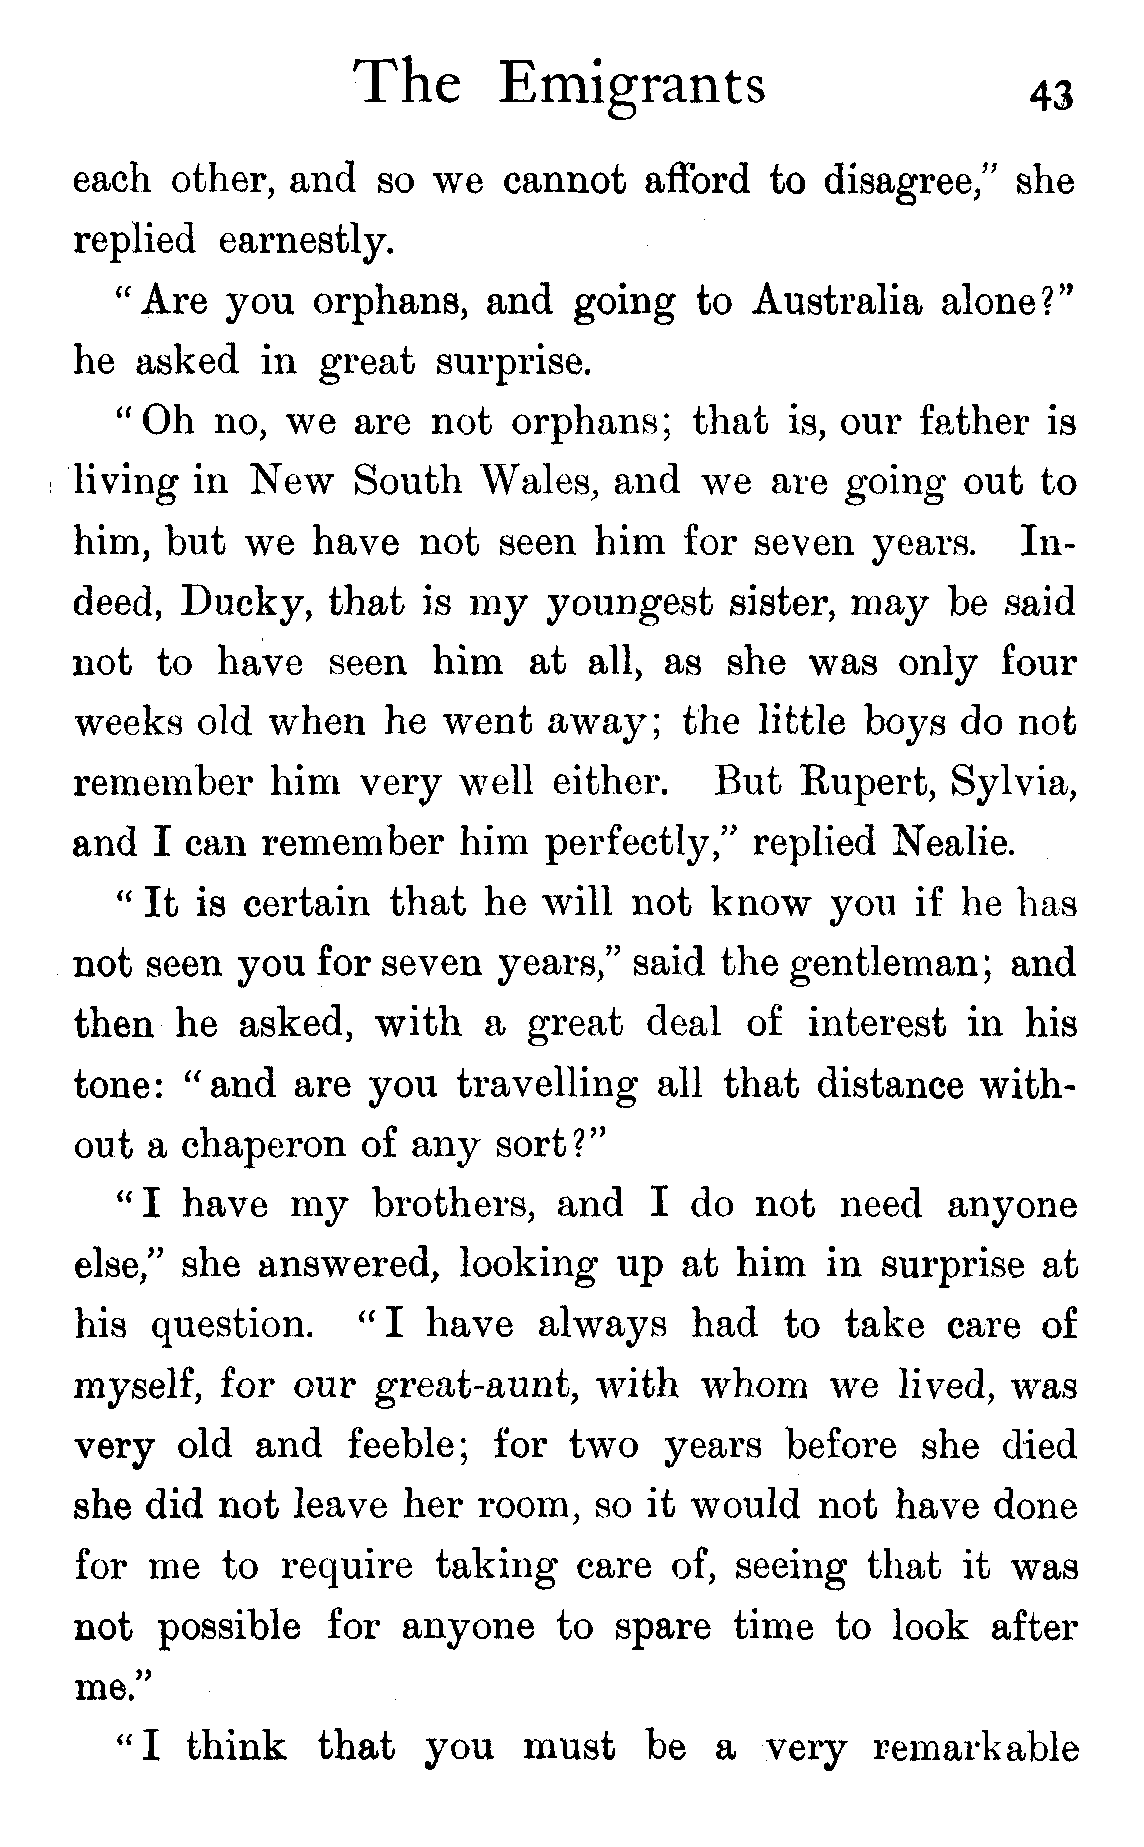 The Emigrants 43
each other, and so we cannot afford to disagree,” she
replied earnestly.
“Are you orphans, and going to Australia alone?”
he asked in great surprise.
“Oh no, we are not orphans; that is, our father is
living in New South Wales, and we are going out to
him, but we have not seen him for seven years. In-
deed, Ducky, that is my youngest sister, may be said
not to have seen him at all, as she was only four
weeks old when he went away; the little boys do not
remember him very well either. But Rupert, Sylvia,
and I can remember him perfectly,” replied Nealie.
“It is certain that he will not know you if he has
not seen you for seven years,” said the gentleman; and
then he asked, with a great deal of interest in his
tone: “and are you travelling all that distance with-
out a chaperon of any sort?”
“I have my brothers, and I do not need anyone
else,” she answered, looking up at him in surprise at
his question. “I have always had to take care of
myself, for our great-aunt, with whom we lived, was
very old and feeble; for two years before she died
she did not leave her room, so it would not have done
for me to require taking care of, seeing that it was
not possible for anyone to spare time to look after
me.”
“I think that you must be a very remarkable